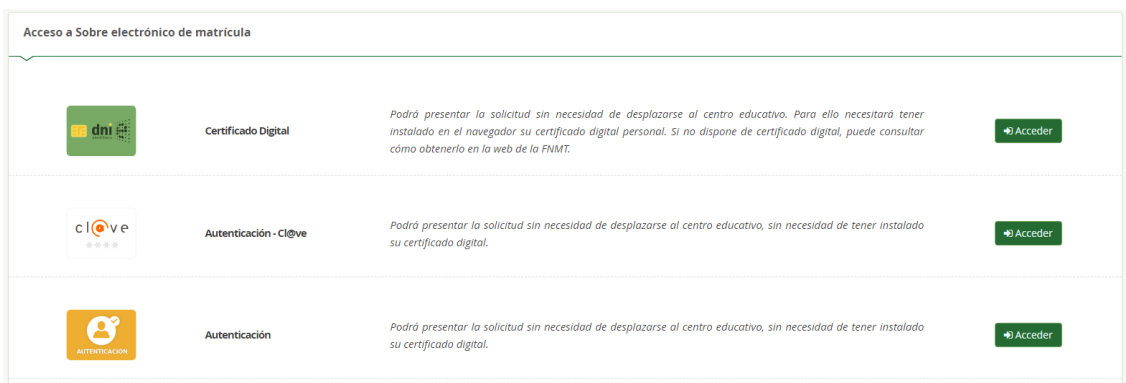 Acceso a Sobre electrónico de matrícula
dni
Certificado Digital
Podrá presentar la solicitud sin necesidad de desplazarse al centro educativo. Para ello necesitará tener
instalado en el navegador su certificado digital personal. Si no dispone de certificado digital, puede consultar
cómo obtenerlo en la web de la FNMT.
Acceder
cl@ve
Autenticación - Cl@ve
Podrá presentar la solicitud sin necesidad de desplazarse al centro educativo, sin necesidad de tener instalado
su certificado digital.
Acceder
AUTENTICACIÓN
Autenticación
Podrá presentar la solicitud sin necesidad de desplazarse al centro educativo, sin necesidad de tener instalado
su certificado digital.
Acceder